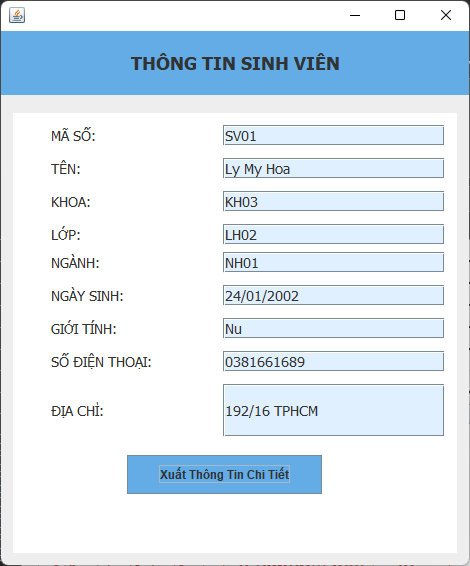 THÔNG TIN SINH VIÊN
MÃ SỐ: SV01
TÊN: Ly My Hoa
KHOA: KH03
LỚP: LH02
NGÀNH: NH01
NGÀY SINH: 24/01/2002
GIỚI TÍNH: Nu
SỐ ĐIỆN THOẠI: 0381661689
ĐỊA CHỈ: 192/16 TPHCM
Xuất Thông Tin Chi Tiết